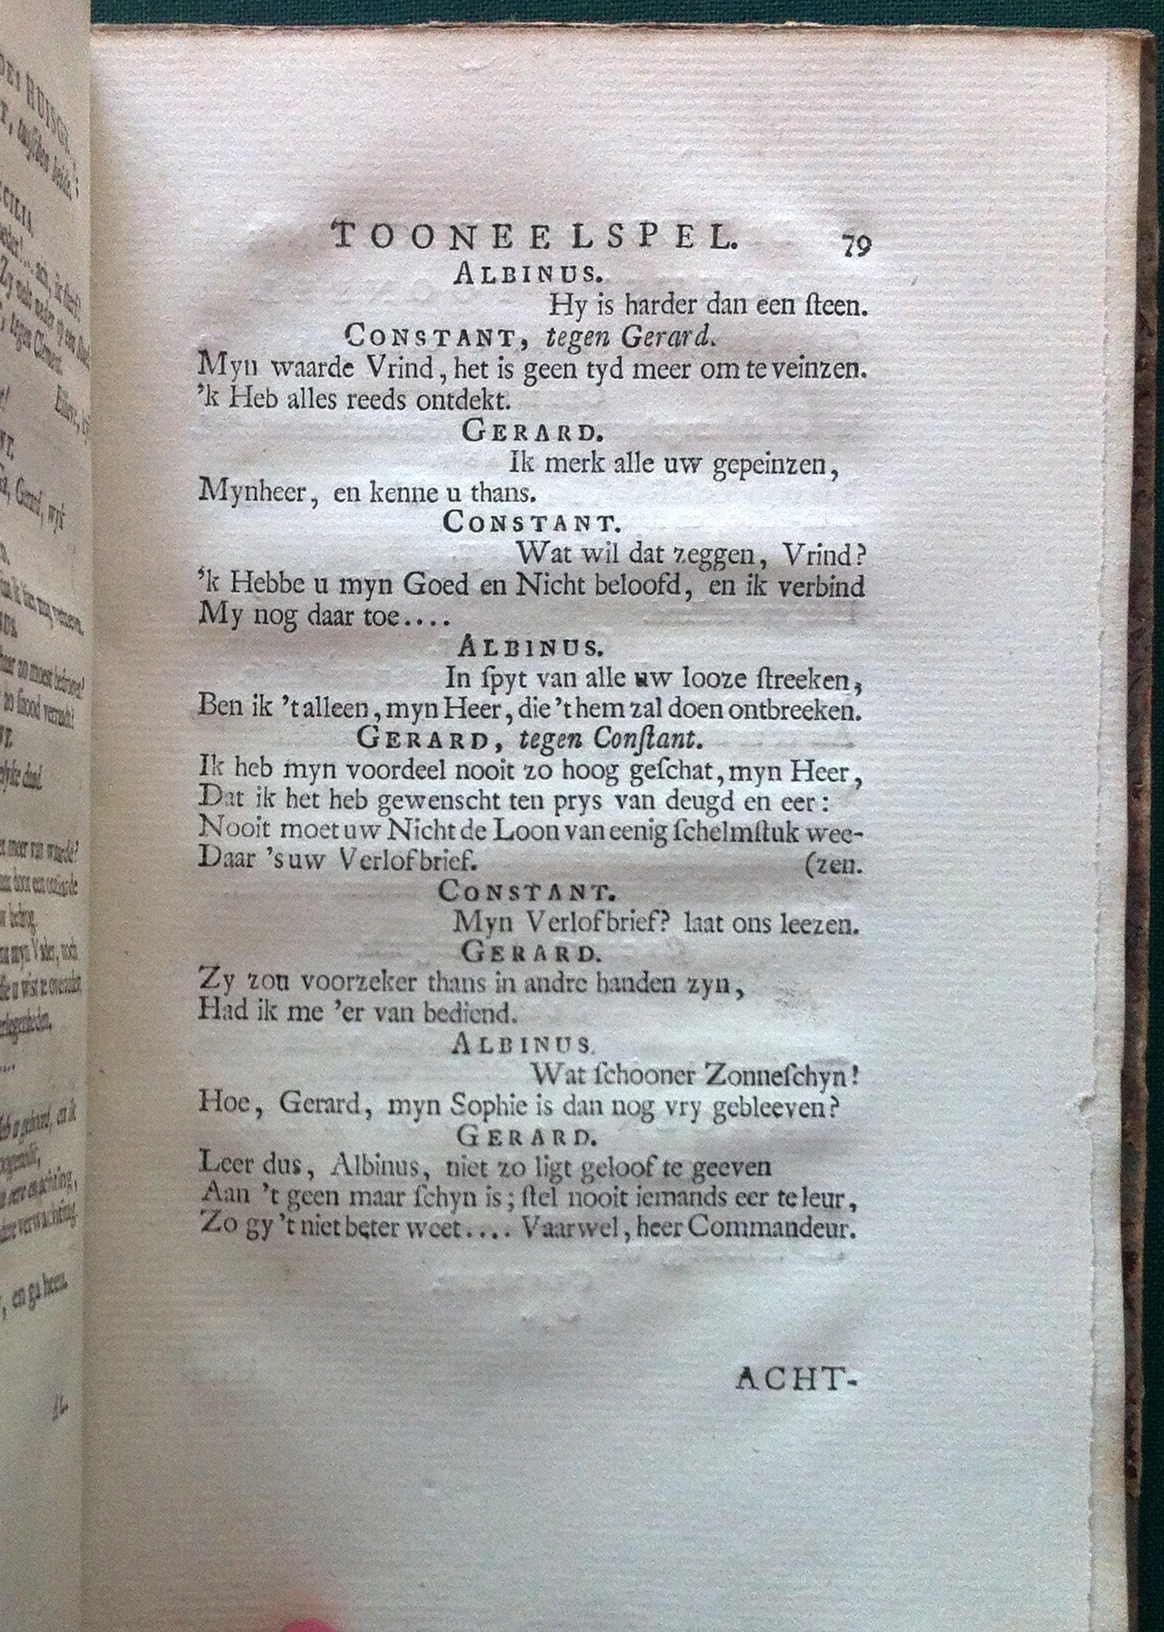 TOONEELSPEL. 79
ALBINUS.
Hy is harder dan een ſteen.
CONSTANT, tegen Gerard.
Myn waarde Vrind, het is geen tyd meer om te veinzen.
'k Heb alles reeds ontdekt.
GERARD.
Ik merk alle uw gepeinzen,
Mynheer, en kenne u thans.
CONSTANT.
Wat wil dat zeggen, Vrind?
'k Hebbe u myn Goed en Nicht beloofd, en ik verbind
My nog daar toe....
ALBINUS.
In ſpyt van alle uw looze ſtreeken,
Ben ik 't alleen, myn Heer, die 't hem zal doen ontbreeken.
GERARD, tegen Conſtant.
Ik heb myn voordeel nooit zo hoog geſchat, myn Heer,
Dat ik het heb gewenscht ten prys van deugd en eer:
Nooit moet uw Nicht de Loon van eenig ſchelmſtuk wee-
Daar 's uw Verlofbrief. (zen.
CONSTANT.
Myn Verlofbrief? laat ons leezen.
GERARD.
Zy zou voorzeker thans in andre handen zyn,
Had ik me 'er van bediend.
ALBINUS.
Wat ſchooner Zonneſchyn!
Hoe, Gerard, myn Sophie is dan nog vry gebleeven?
GERARD.
Leer dus, Albinus, niet zo ligt geloof te geeven
Aan 't geen maar ſchyn is; ſtel nooit iemands eer te leur,
Zo gy 't niet beter weet.... Vaarwel, heer Commandeur.
ACHT-